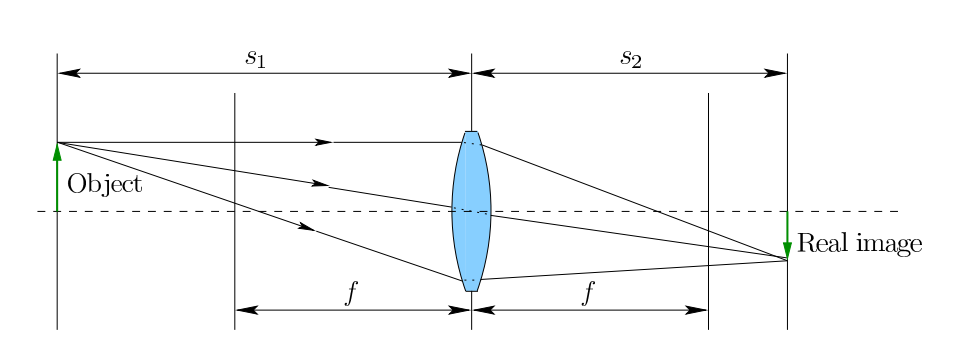 s₁
s₂
Object
Real image
f
f